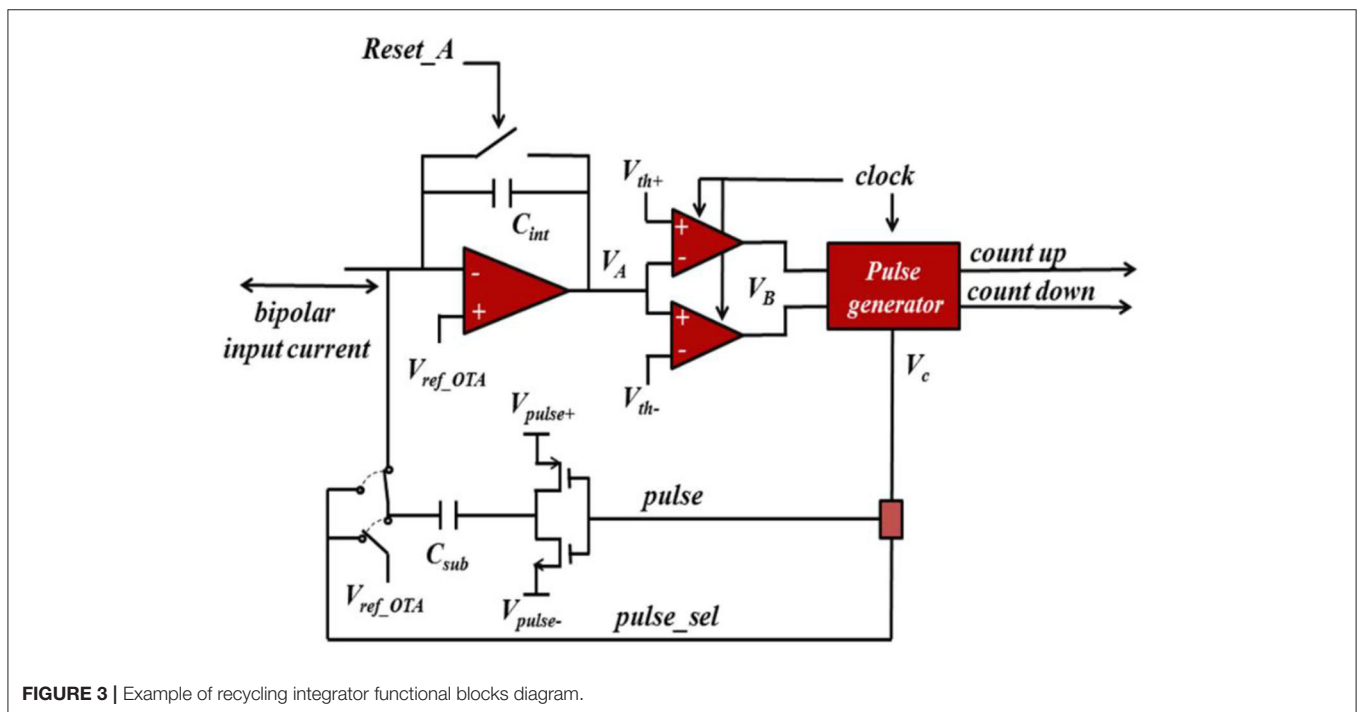 Reset_A
C_int
V_th+
clock
+
-
V_A
-
+
V_B
Pulse
generator
count up
count down
bipolar
input current
V_ref_OTA
+
-
V_th-
V_c
V_pulse+
pulse
C_sub
V_ref_OTA
V_pulse-
pulse_sel
FIGURE 3 | Example of recycling integrator functional blocks diagram.